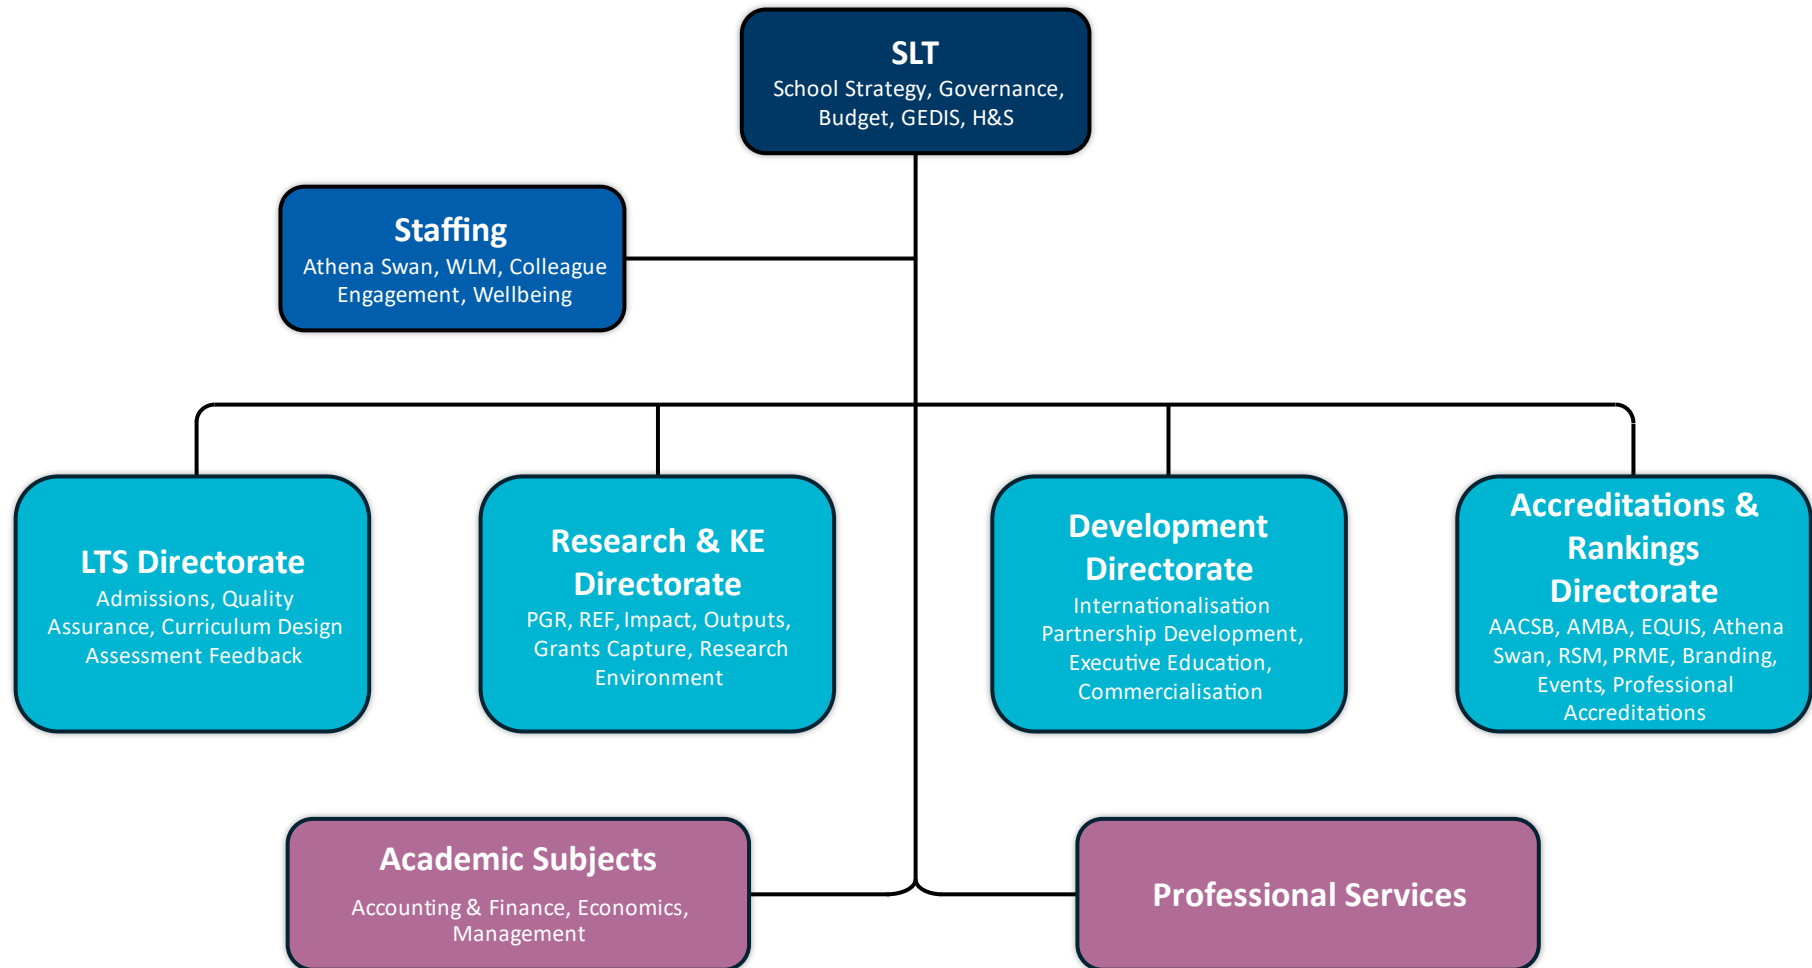 SLT
School Strategy, Governance,
Budget, GEDIS, H&S
Staffing
Athena Swan, WLM, Colleague
Engagement, Wellbeing
LTS Directorate
Admissions, Quality
Assurance, Curriculum Design
Assessment Feedback
Research & KE
Directorate
PGR, REF, Impact, Outputs,
Grants Capture, Research
Environment
Development
Directorate
Internationalisation
Partnership Development,
Executive Education,
Commercialisation
Accreditations &
Rankings
Directorate
AACSB, AMBA, EQUIS, Athena
Swan, RSM, PRME, Branding,
Events, Professional
Accreditations
Academic Subjects
Accounting & Finance, Economics,
Management
Professional Services